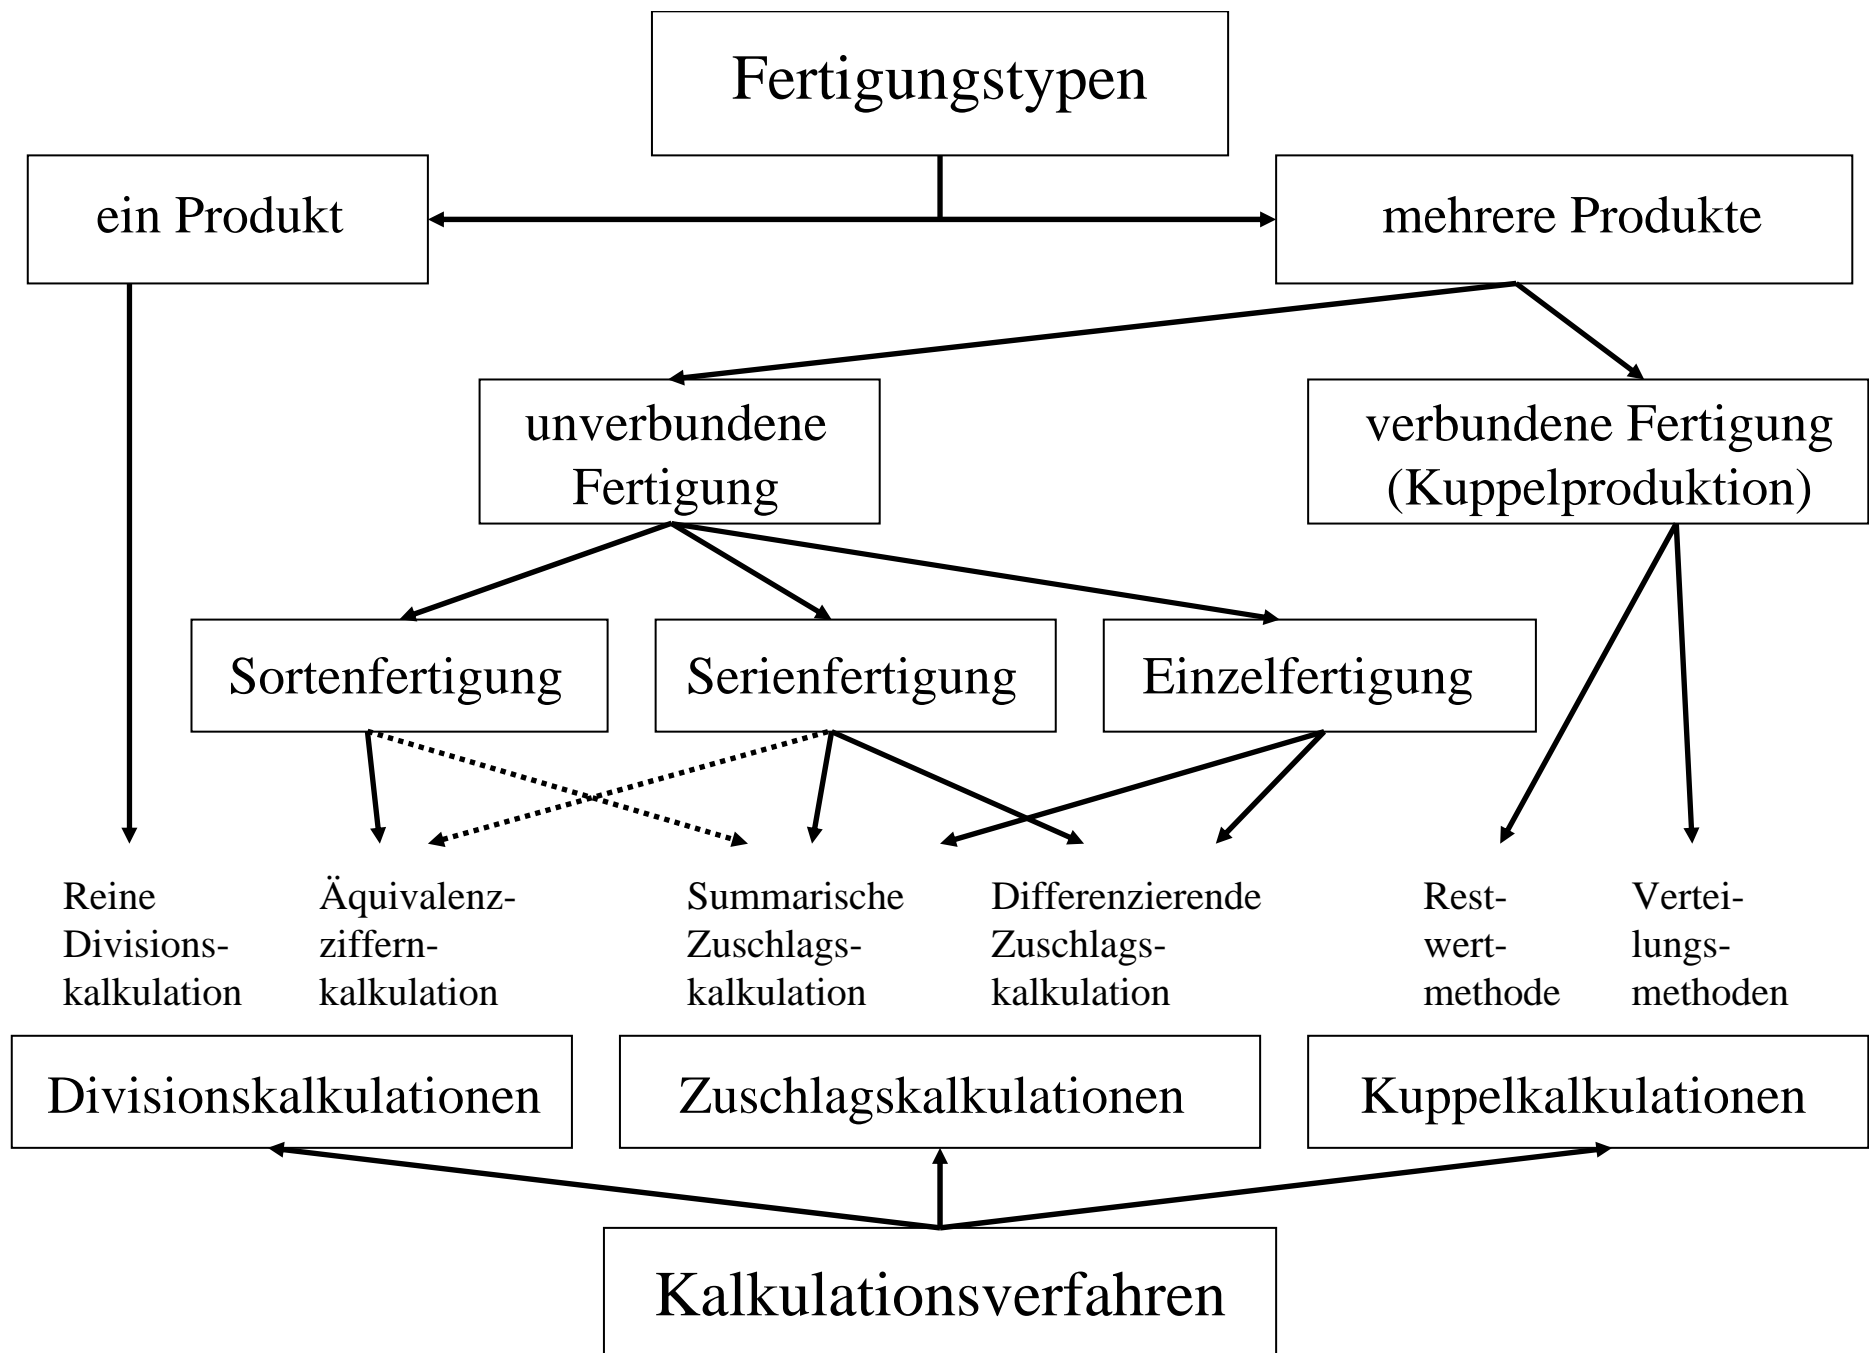 Fertigungstypen
ein Produkt
mehrere Produkte
unverbundene
Fertigung
verbundene Fertigung
(Kuppelproduktion)
Sortenfertigung
Serienfertigung
Einzelfertigung
Reine
Divisions-
kalkulation
Äquivalenz-
ziffern-
kalkulation
Summarische
Zuschlags-
kalkulation
Differenzierende
Zuschlags-
kalkulation
Rest-
wert-
methode
Vertei-
lungs-
methoden
Divisionskalkulationen
Zuschlagskalkulationen
Kuppelkalkulationen
Kalkulationsverfahren